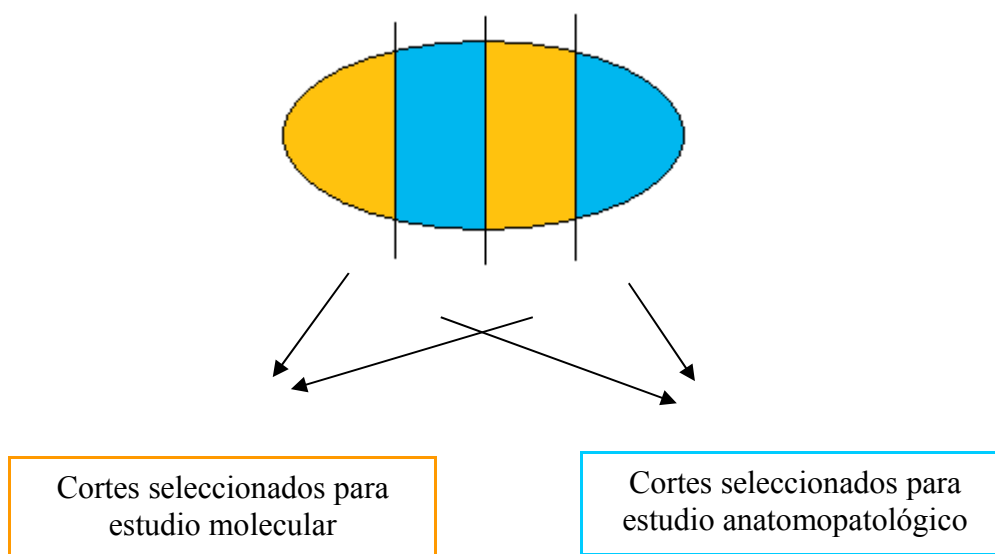 Cortes seleccionados para
estudio molecular
Cortes seleccionados para
estudio anatomopatológico